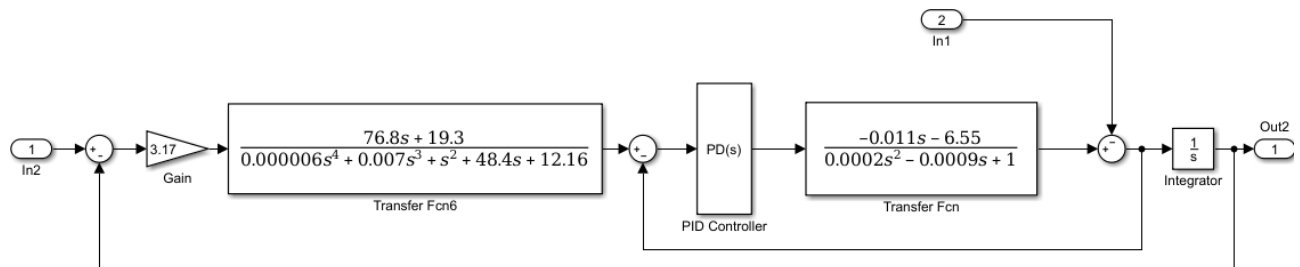 2
In1
76.8s + 19.3
0.000006s⁴ + 0.007s³ + s² + 48.4s + 12.16
Transfer Fcn6
1
In2
3.17
Gain
PD(s)
PID Controller
−0.011s − 6.55
0.0002s² − 0.0009s + 1
Transfer Fcn
1
s
Integrator
Out2
1